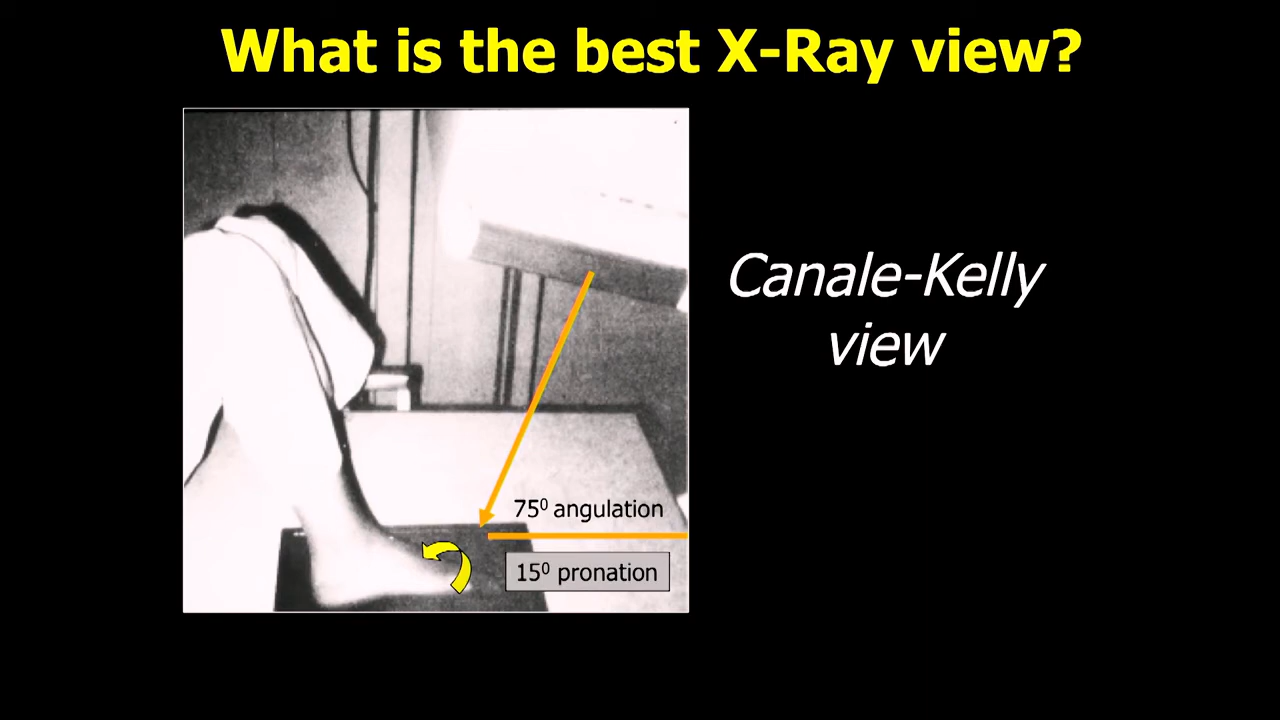 What is the best X-Ray view?
Canale-Kelly
view
75⁰ angulation
15⁰ pronation